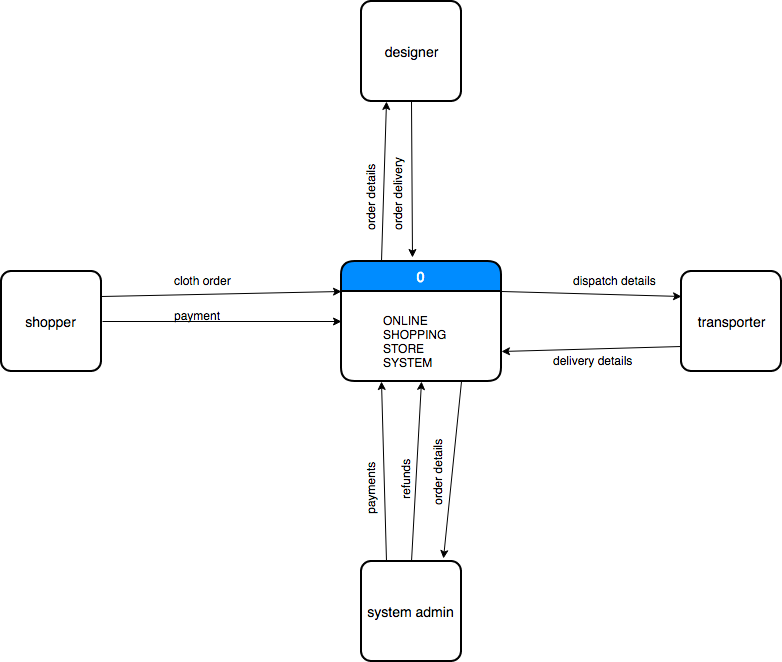 designer
order details
order delivery
0
cloth order
dispatch details
shopper
payment
ONLINE
SHOPPING
STORE
SYSTEM
transporter
delivery details
payments
refunds
order details
system admin